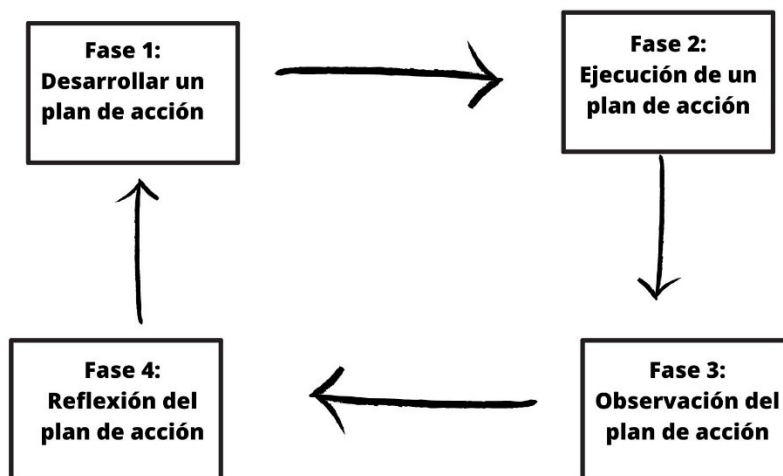 Fase 1:
Desarrollar un
plan de acción
Fase 2:
Ejecución de un
plan de acción
Fase 3:
Observación del
plan de acción
Fase 4:
Reflexión del
plan de acción